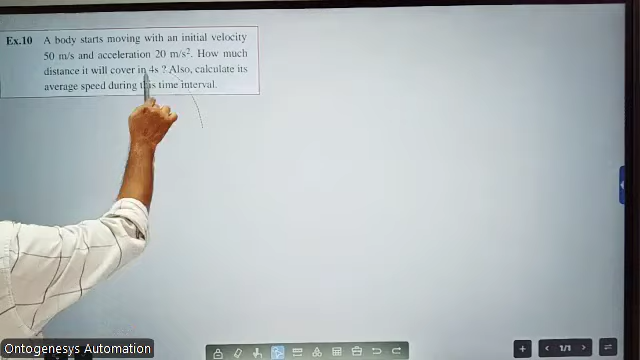 Ex.10 A body starts moving with an initial velocity
50 m/s and acceleration 20 m/s². How much
distance it will cover in 4s ? Also, calculate its
average speed during this time interval.
Ontogenesys Automation
1/1